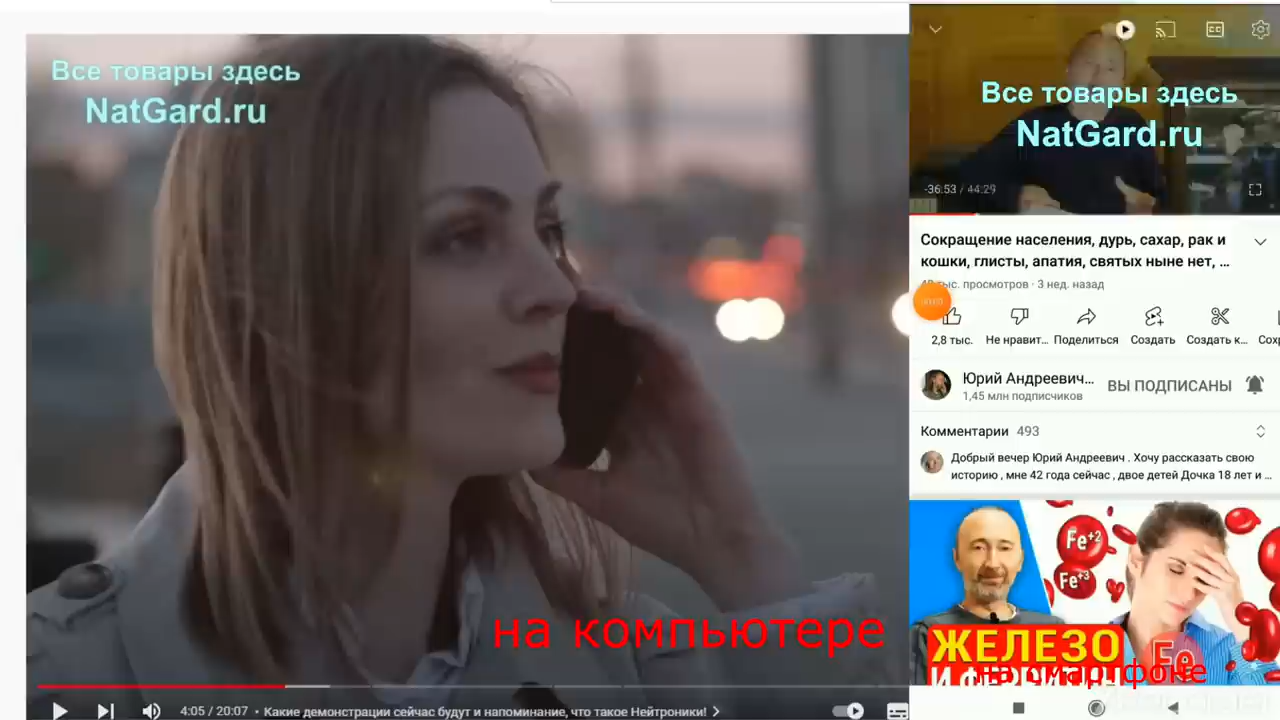 Все товары здесь
NatGard.ru
на компьютере
4:05 / 20:07 • Какие демонстрации сейчас будут и напоминание, что такое Нейтроники!
Все товары здесь
NatGard.ru
-36:53 / 44:29
Сокращение населения, дурь, сахар, рак и
кошки, глисты, апатия, святых ныне нет, ...
тыс. просмотров · 3 нед. назад
2,8 тыс.
Не нравит...
Поделиться
Создать
Создать к...
Юрий Андреевич...
1,45 млн подписчиков
ВЫ ПОДПИСАНЫ
Комментарии 493
Добрый вечер Юрий Андреевич . Хочу рассказать свою
историю , мне 42 года сейчас , двое детей Дочка 18 лет и ...
Fe+2
Fe+3
ЖЕЛЕЗО
Fe